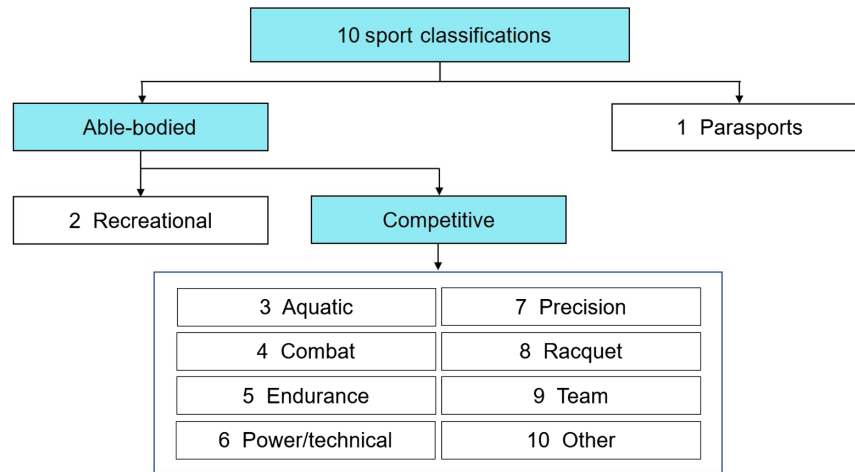 10 sport classifications
Able-bodied
1 Parasports
2 Recreational
Competitive
3 Aquatic
7 Precision
4 Combat
8 Racquet
5 Endurance
9 Team
6 Power/technical
10 Other